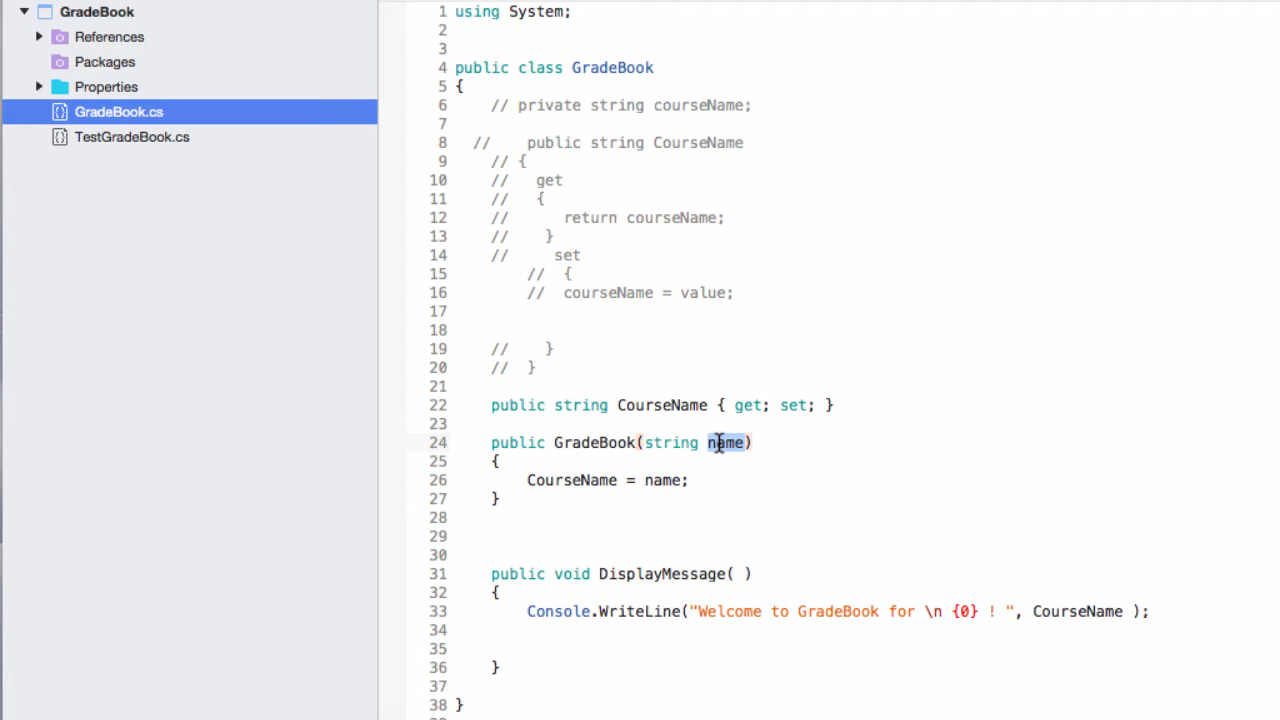 GradeBook
References
Packages
Properties
GradeBook.cs
TestGradeBook.cs
1 using System;
2
3
4 public class GradeBook
5 {
6 // private string courseName;
7
8 // public string CourseName
9 // {
10 // get
11 // {
12 // return courseName;
13 // }
14 // set
15 // {
16 // courseName = value;
17
18
19 // }
20 // }
21
22 public string CourseName { get; set; }
23
24 public GradeBook(string name)
25 {
26 CourseName = name;
27 }
28
29
30
31 public void DisplayMessage( )
32 {
33 Console.WriteLine("Welcome to GradeBook for \n {0} ! ", CourseName );
34
35
36 }
37
38 }